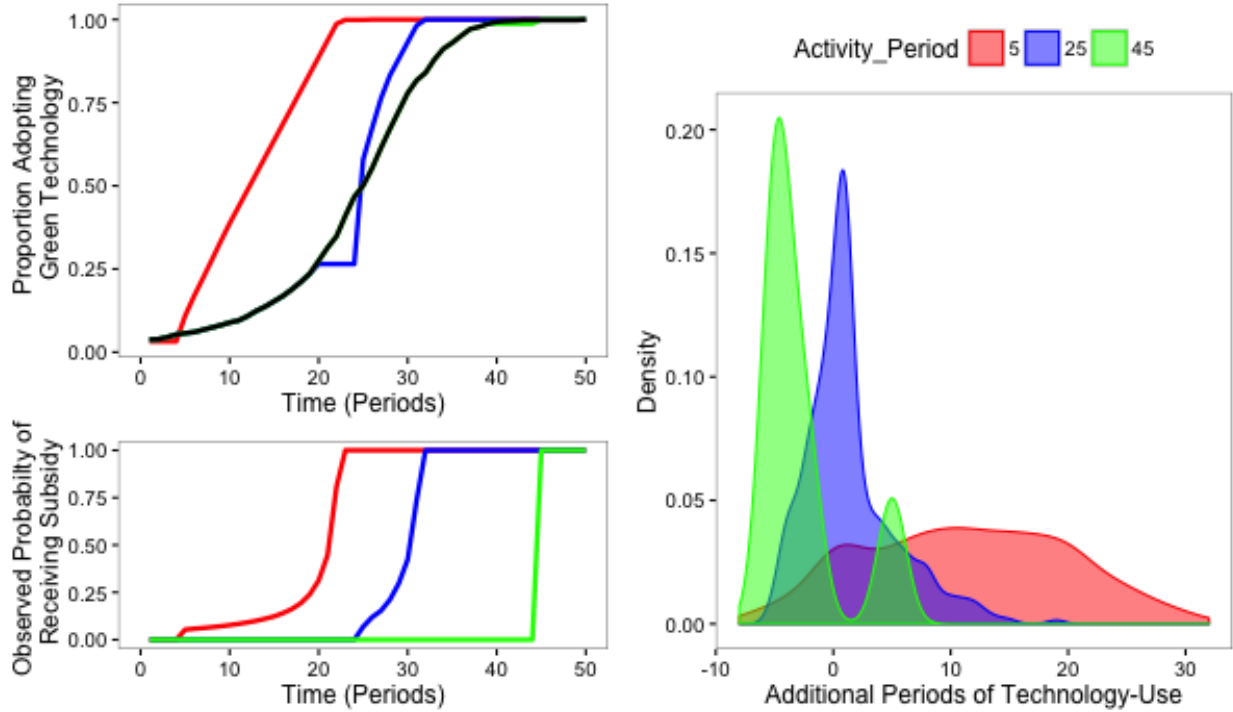 Proportion Adopting
Green Technology
1.00
0.75
0.50
0.25
0.00
0 10 20 30 40 50
Time (Periods)
Observed Probabilty of
Receiving Subsidy
1.00
0.75
0.50
0.25
0.00
0 10 20 30 40 50
Time (Periods)
Activity_Period 5 25 45
Density
0.20
0.15
0.10
0.05
0.00
-10 0 10 20 30
Additional Periods of Technology-Use